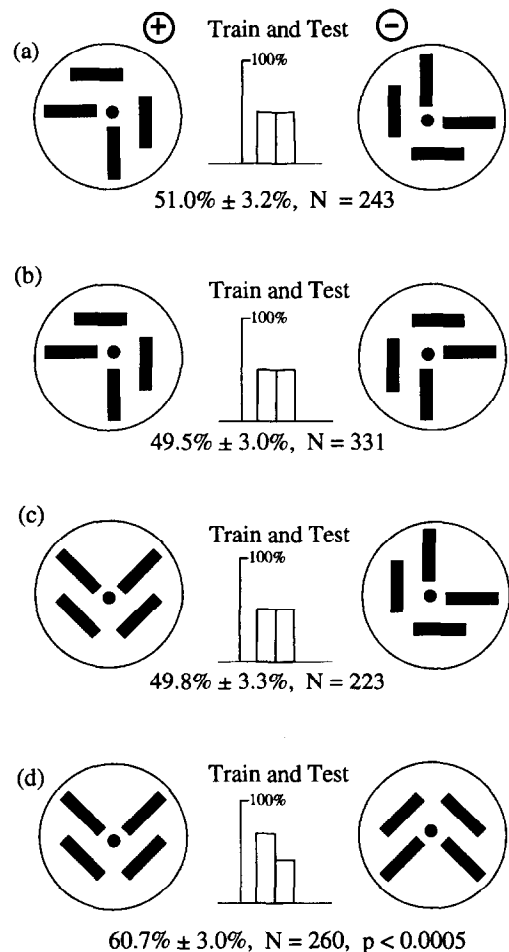 + Train and Test −
(a)
100%
51.0% ± 3.2%, N = 243
(b)
Train and Test
100%
49.5% ± 3.0%, N = 331
(c)
Train and Test
100%
49.8% ± 3.3%, N = 223
(d)
Train and Test
100%
60.7% ± 3.0%, N = 260, p < 0.0005